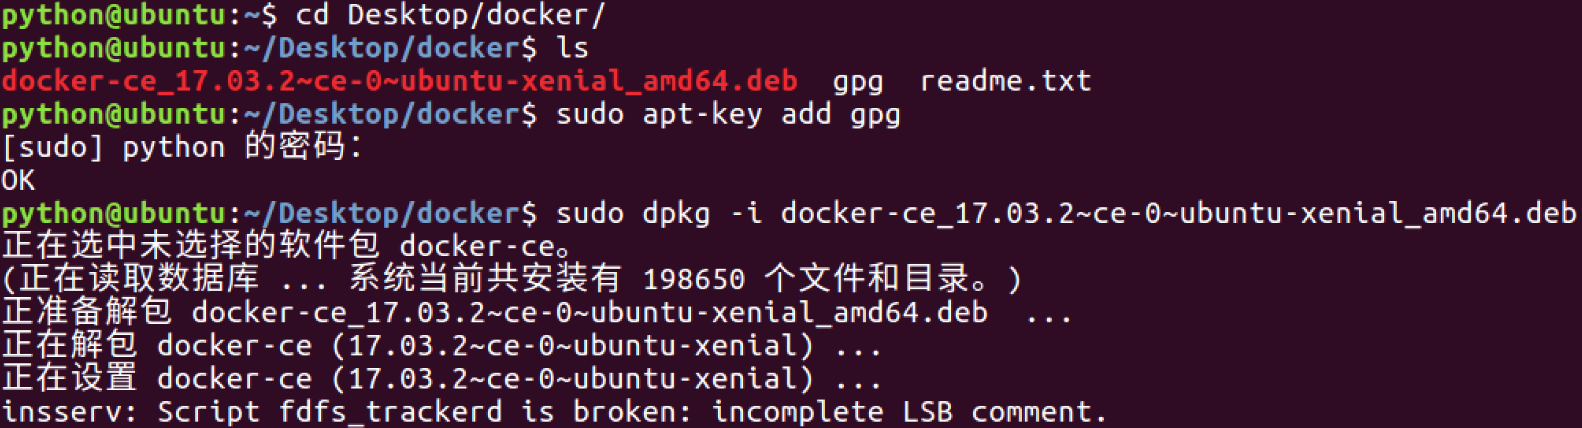 python@ubuntu:~$ cd Desktop/docker/
python@ubuntu:~/Desktop/docker$ ls
docker-ce_17.03.2~ce-0~ubuntu-xenial_amd64.deb  gpg  readme.txt
python@ubuntu:~/Desktop/docker$ sudo apt-key add gpg
[sudo] python 的密码：
OK
python@ubuntu:~/Desktop/docker$ sudo dpkg -i docker-ce_17.03.2~ce-0~ubuntu-xenial_amd64.deb
正在选中未选择的软件包 docker-ce。
(正在读取数据库 ... 系统当前共安装有 198650 个文件和目录。)
正准备解包 docker-ce_17.03.2~ce-0~ubuntu-xenial_amd64.deb  ...
正在解包 docker-ce (17.03.2~ce-0~ubuntu-xenial) ...
正在设置 docker-ce (17.03.2~ce-0~ubuntu-xenial) ...
insserv: Script fdfs_trackerd is broken: incomplete LSB comment.